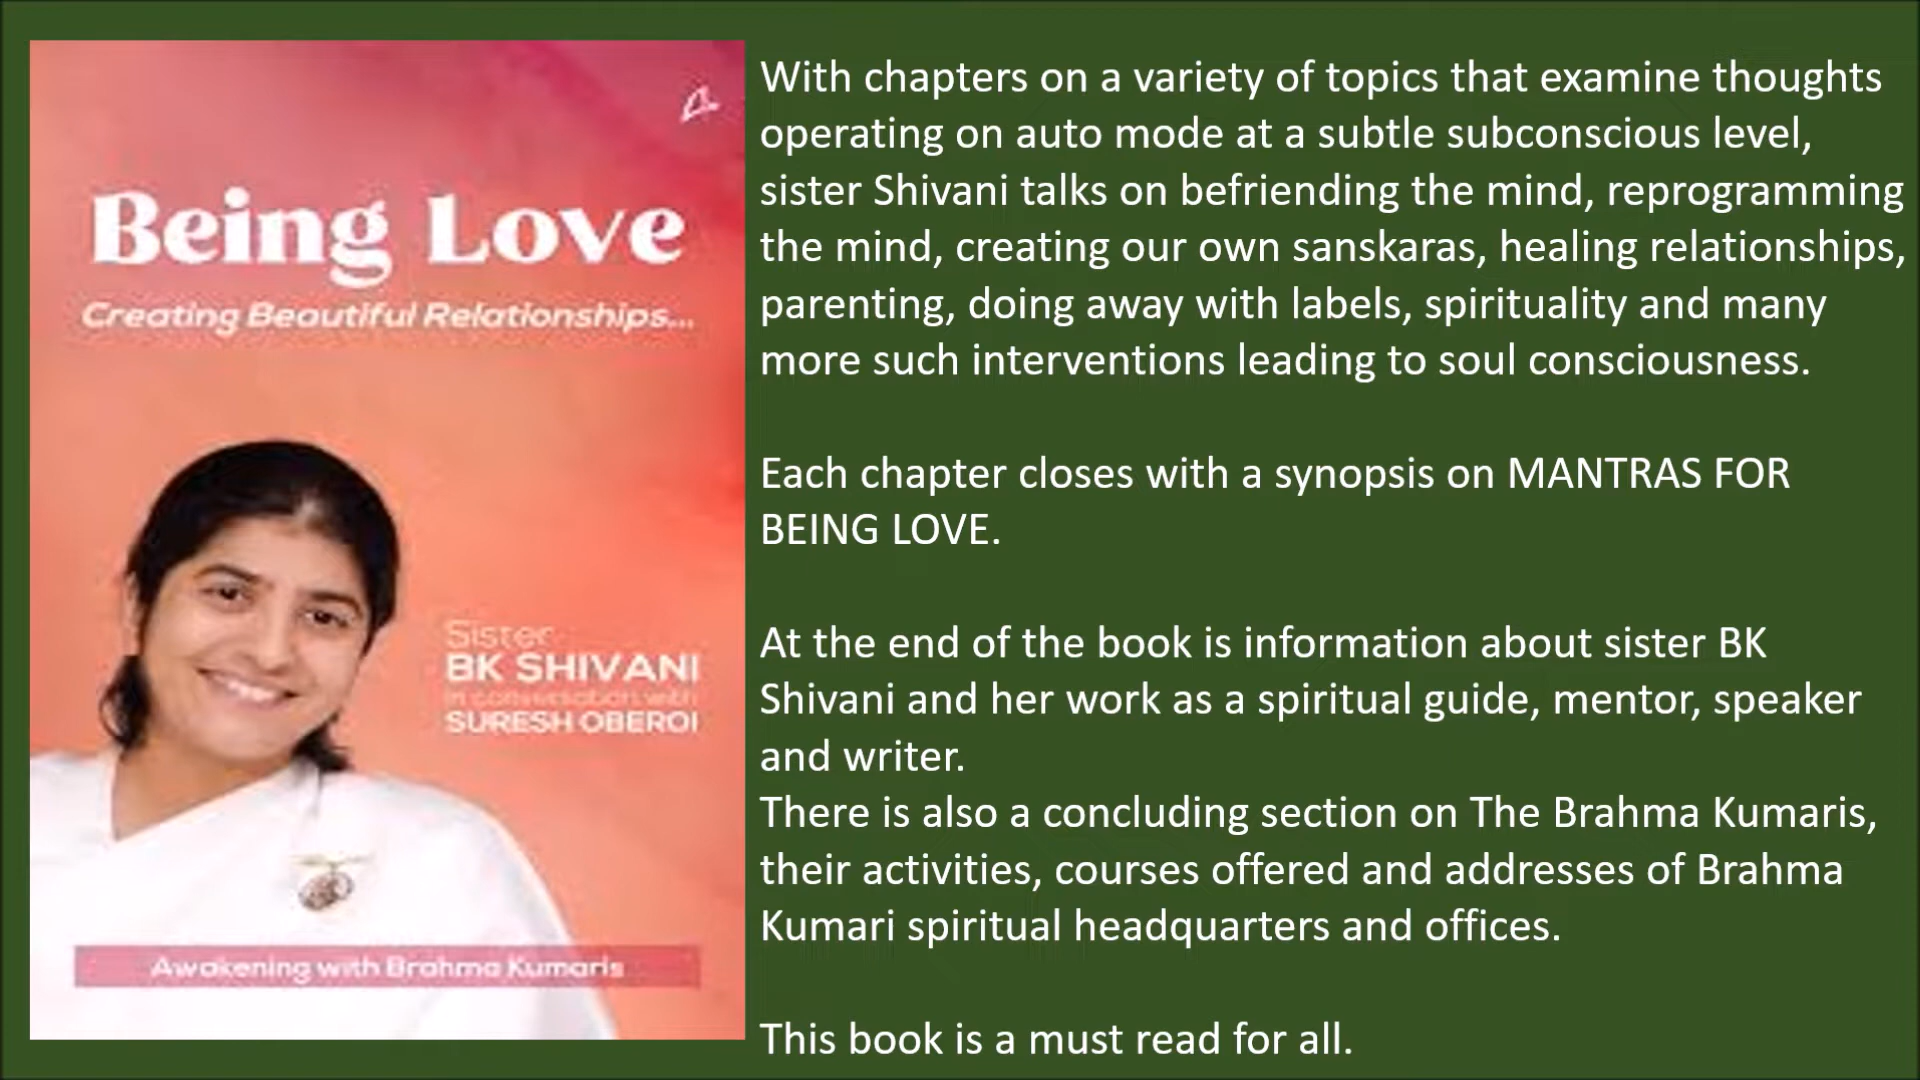 Being Love
Creating Beautiful Relationships...
Sister
BK SHIVANI
in conversation with
SURESH OBEROI
Awakening with Brahma Kumaris
With chapters on a variety of topics that examine thoughts
operating on auto mode at a subtle subconscious level,
sister Shivani talks on befriending the mind, reprogramming
the mind, creating our own sanskaras, healing relationships,
parenting, doing away with labels, spirituality and many
more such interventions leading to soul consciousness.
Each chapter closes with a synopsis on MANTRAS FOR
BEING LOVE.
At the end of the book is information about sister BK
Shivani and her work as a spiritual guide, mentor, speaker
and writer.
There is also a concluding section on The Brahma Kumaris,
their activities, courses offered and addresses of Brahma
Kumari spiritual headquarters and offices.
This book is a must read for all.